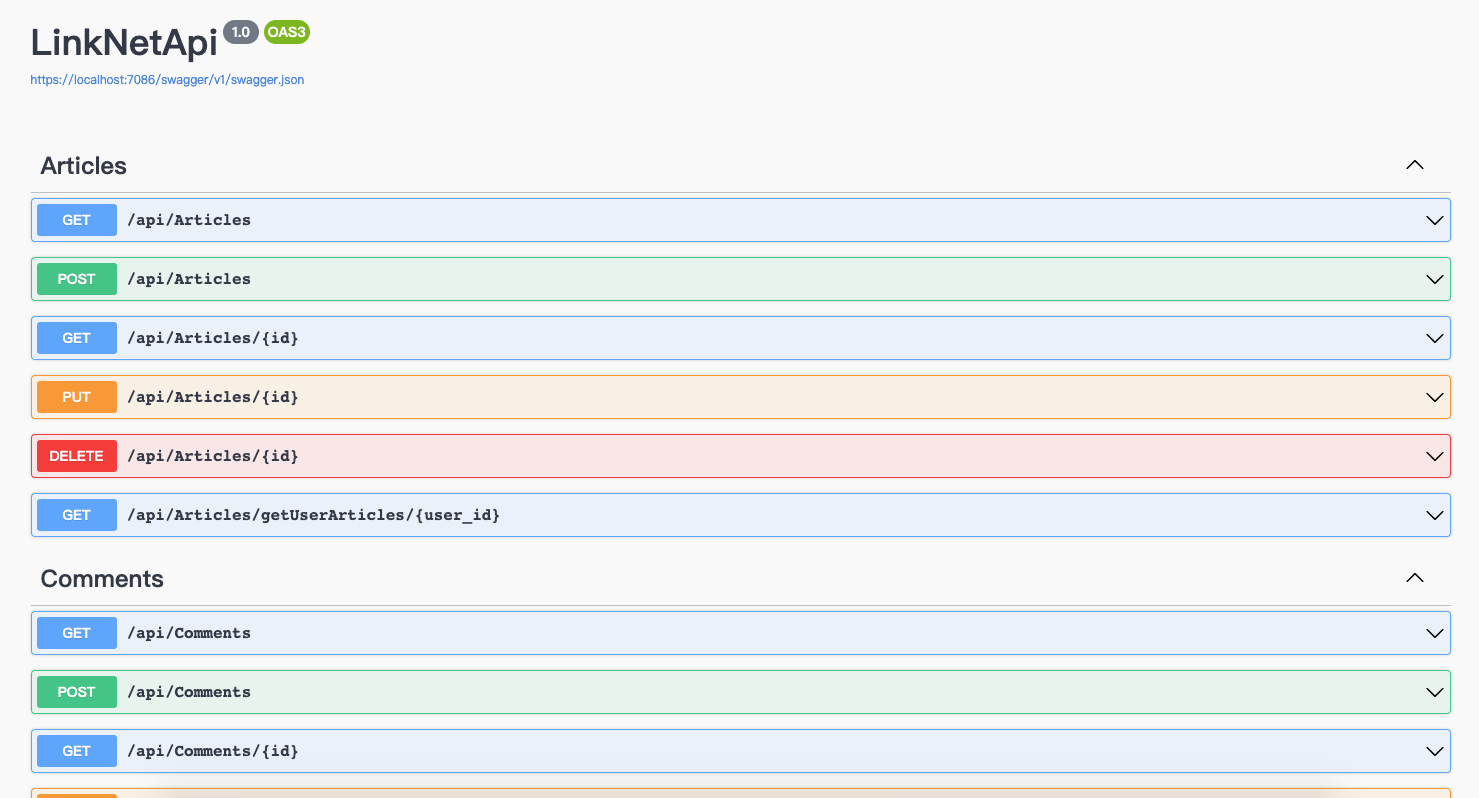 LinkNetApi 1.0 OAS3
https://localhost:7086/swagger/v1/swagger.json
Articles
GET /api/Articles
POST /api/Articles
GET /api/Articles/{id}
PUT /api/Articles/{id}
DELETE /api/Articles/{id}
GET /api/Articles/getUserArticles/{user_id}
Comments
GET /api/Comments
POST /api/Comments
GET /api/Comments/{id}